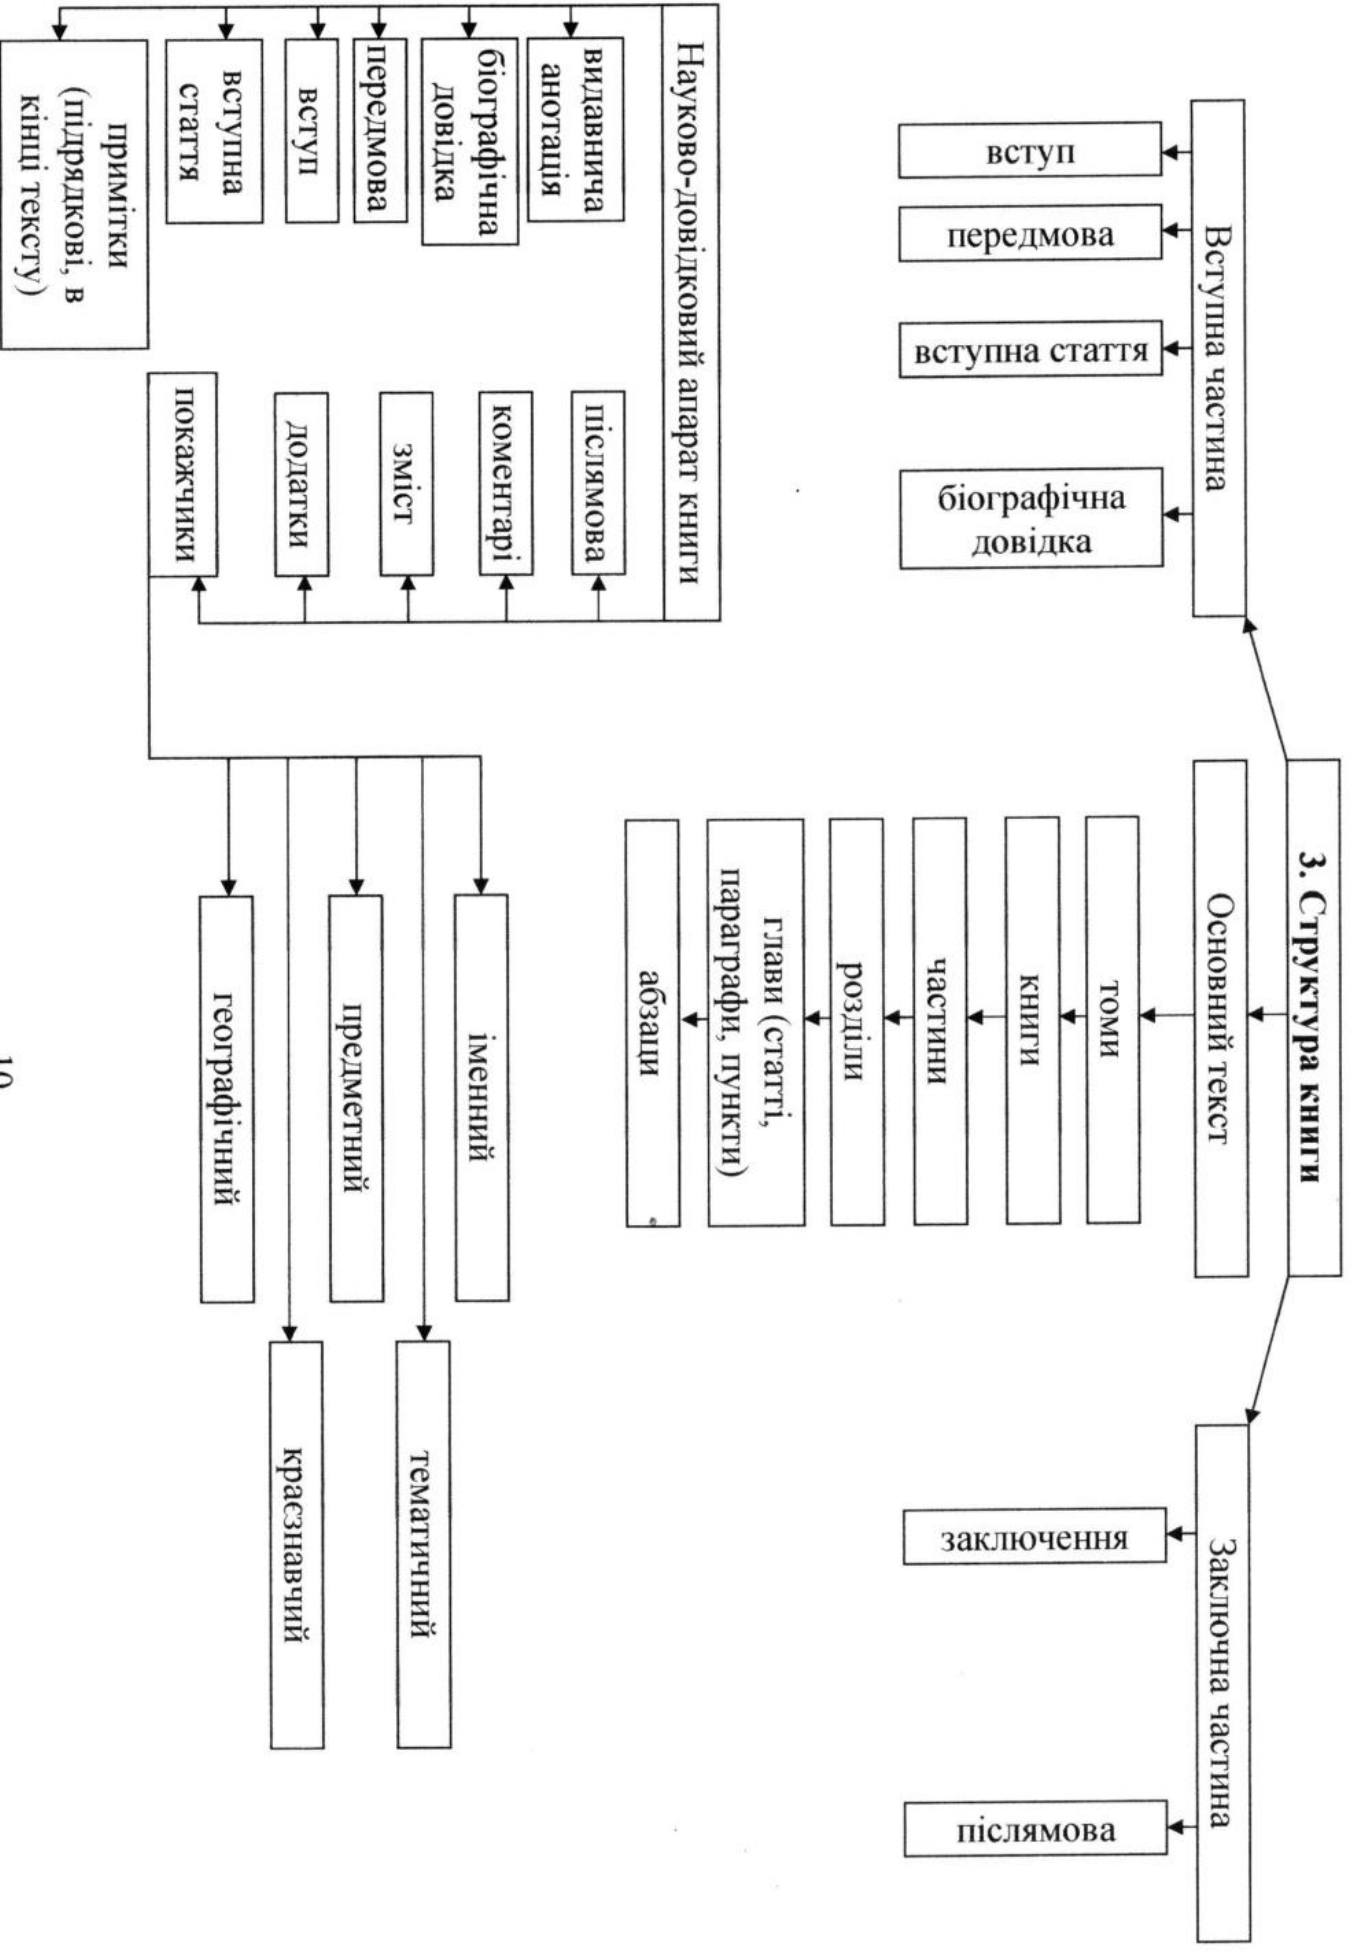 3. Структура книги
Вступна частина
Основний текст
Заключна частина
вступ
передмова
вступна стаття
біографічна
довідка
томи
книги
частини
розділи
глави (статті,
параграфи, пункти)
абзаци
заключення
післямова
Науково-довідковий апарат книги
видавнича
анотація
біографічна
довідка
передмова
вступ
вступна
стаття
примітки
(підрядкові, в
кінці тексту)
післямова
коментарі
зміст
додатки
покажчики
іменний
тематичний
предметний
краєзнавчий
географічний